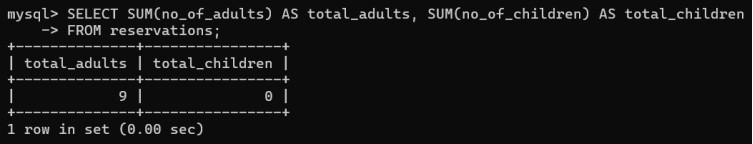 mysql> SELECT SUM(no_of_adults) AS total_adults, SUM(no_of_children) AS total_children
    -> FROM reservations;
+--------------+----------------+
| total_adults | total_children |
+--------------+----------------+
|            9 |              0 |
+--------------+----------------+
1 row in set (0.00 sec)